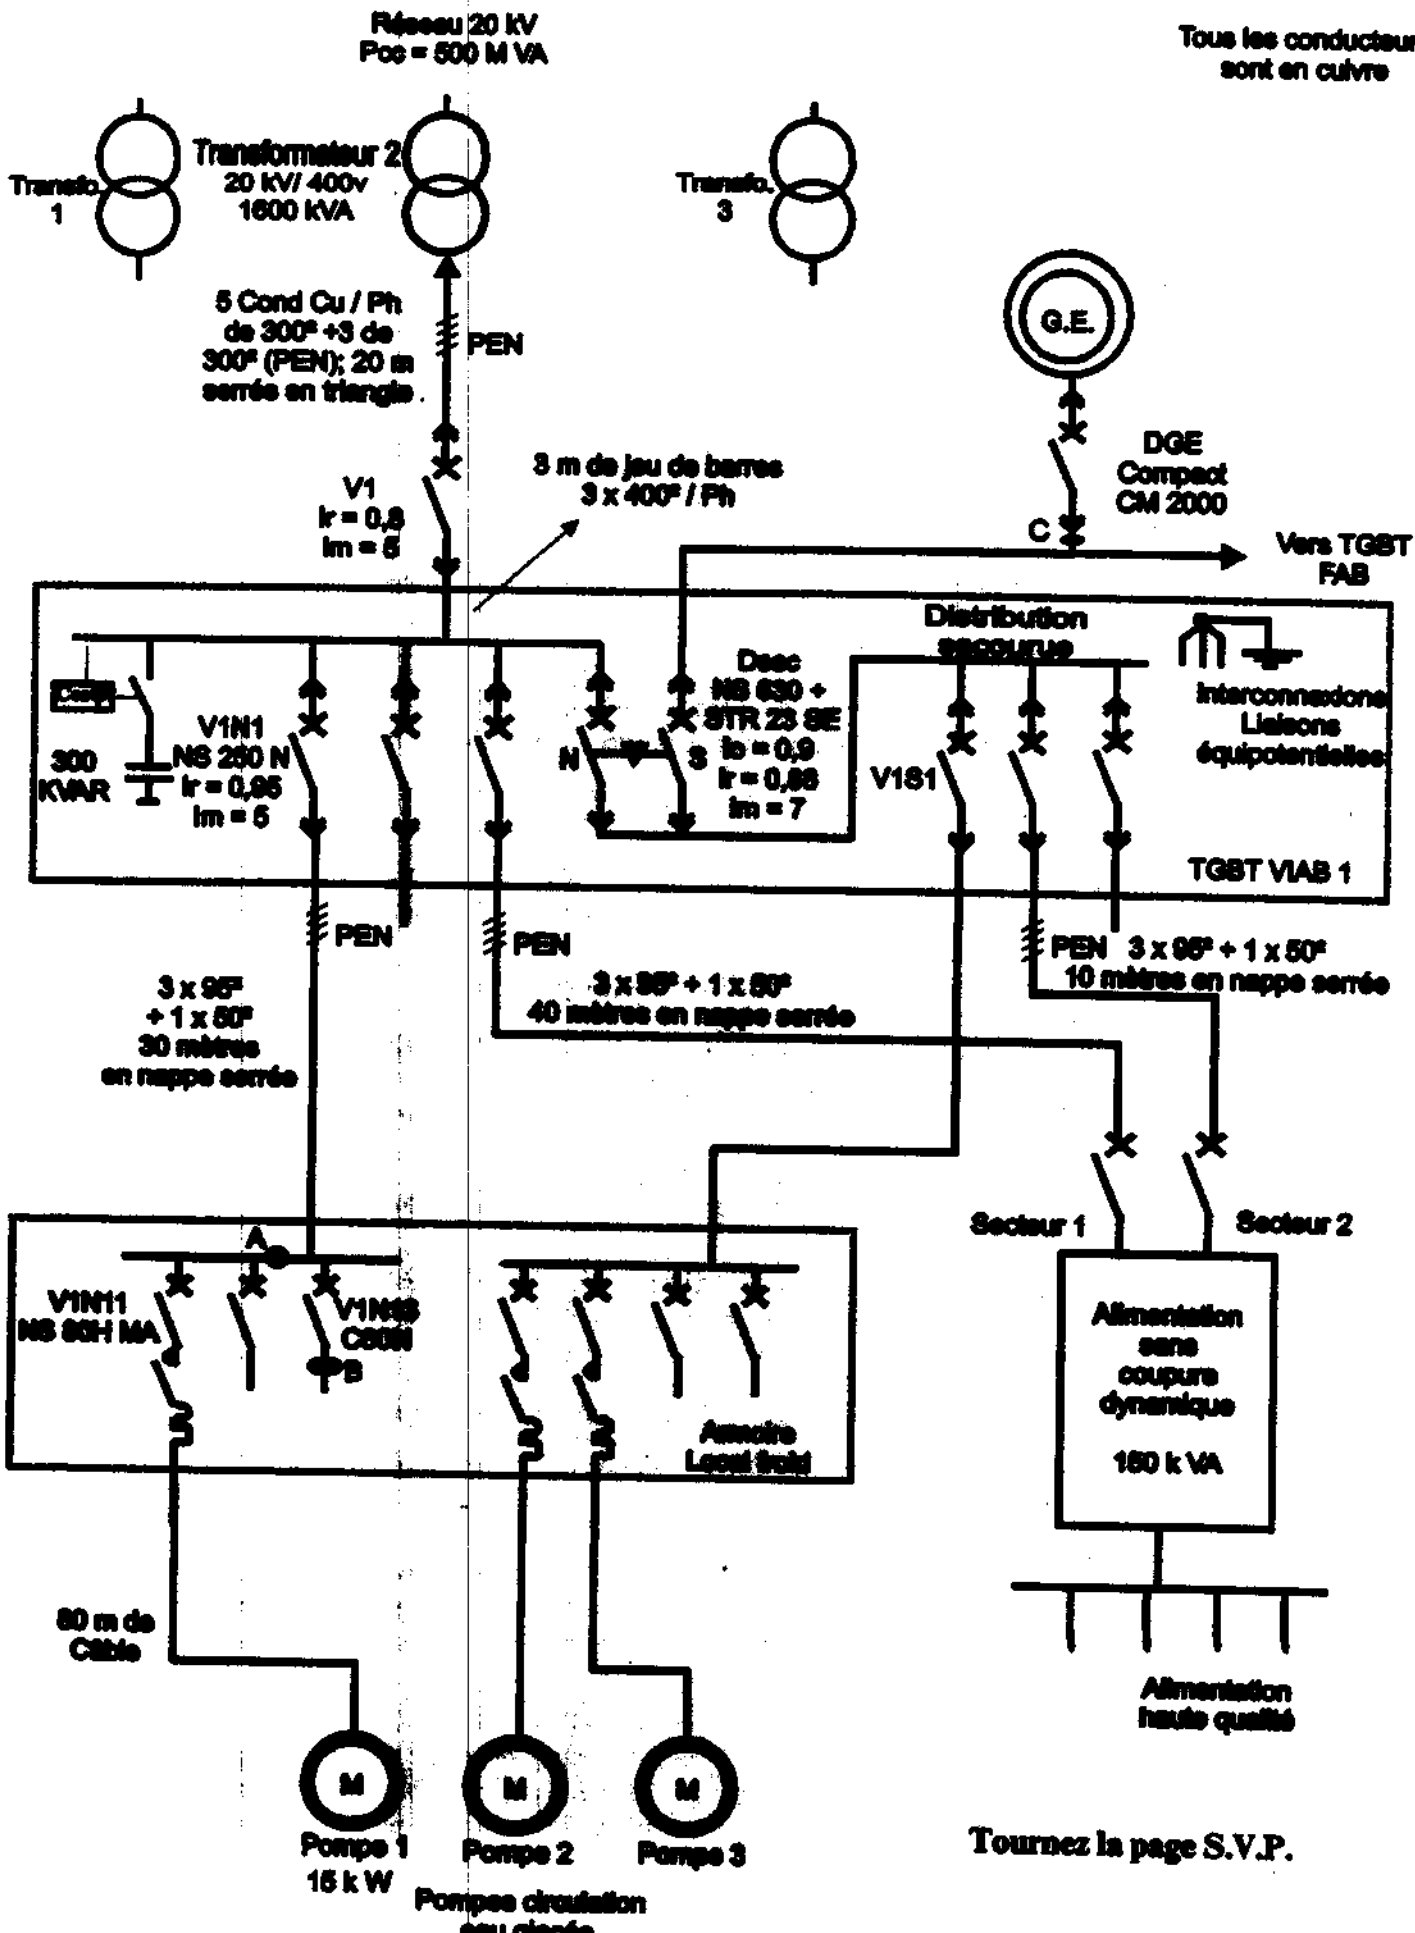 Réseau 20 kV
Pcc = 500 M VA
Tous les conducteur
sont en cuivre
Transfo.
1
Transformateur 2
20 kV/ 400v
1600 kVA
Transfo.
3
5 Cond Cu / Ph
de 300² +3 de
300² (PEN); 20 m
serrés en triangle
PEN
G.E.
V1
Ir = 0,8
Im = 5
3 m de jeu de barres
3 x 400² / Ph
DGE
Compact
CM 2000
C
Vers TGBT
FAB
Distribution
secourue
Interconnexions
Liaisons
équipotentielles
300
KVAR
V1N1
NS 250 N
Ir = 0,95
Im = 5
N
S
NS 630 +
STR 23 SE
Io = 0,9
Ir = 0,88
Im = 7
V1S1
TGBT VIAB 1
PEN
PEN
PEN
3 x 95² + 1 x 50²
10 mètres en nappe serrée
3 x 95²
+ 1 x 50²
30 mètres
en nappe serrée
3 x 95² + 1 x 50²
40 mètres en nappe serrée
Secteur 1
Secteur 2
A
V1N11
NS 80H MA
C60N
B
Armoire
Local froid
Alimentation
sans
coupure
dynamique
150 k VA
80 m de
Câble
Alimentation
haute qualité
M
M
M
Pompe 1
15 k W
Pompe 2
Pompe 3
Pompes circulation
Tournez la page S.V.P.